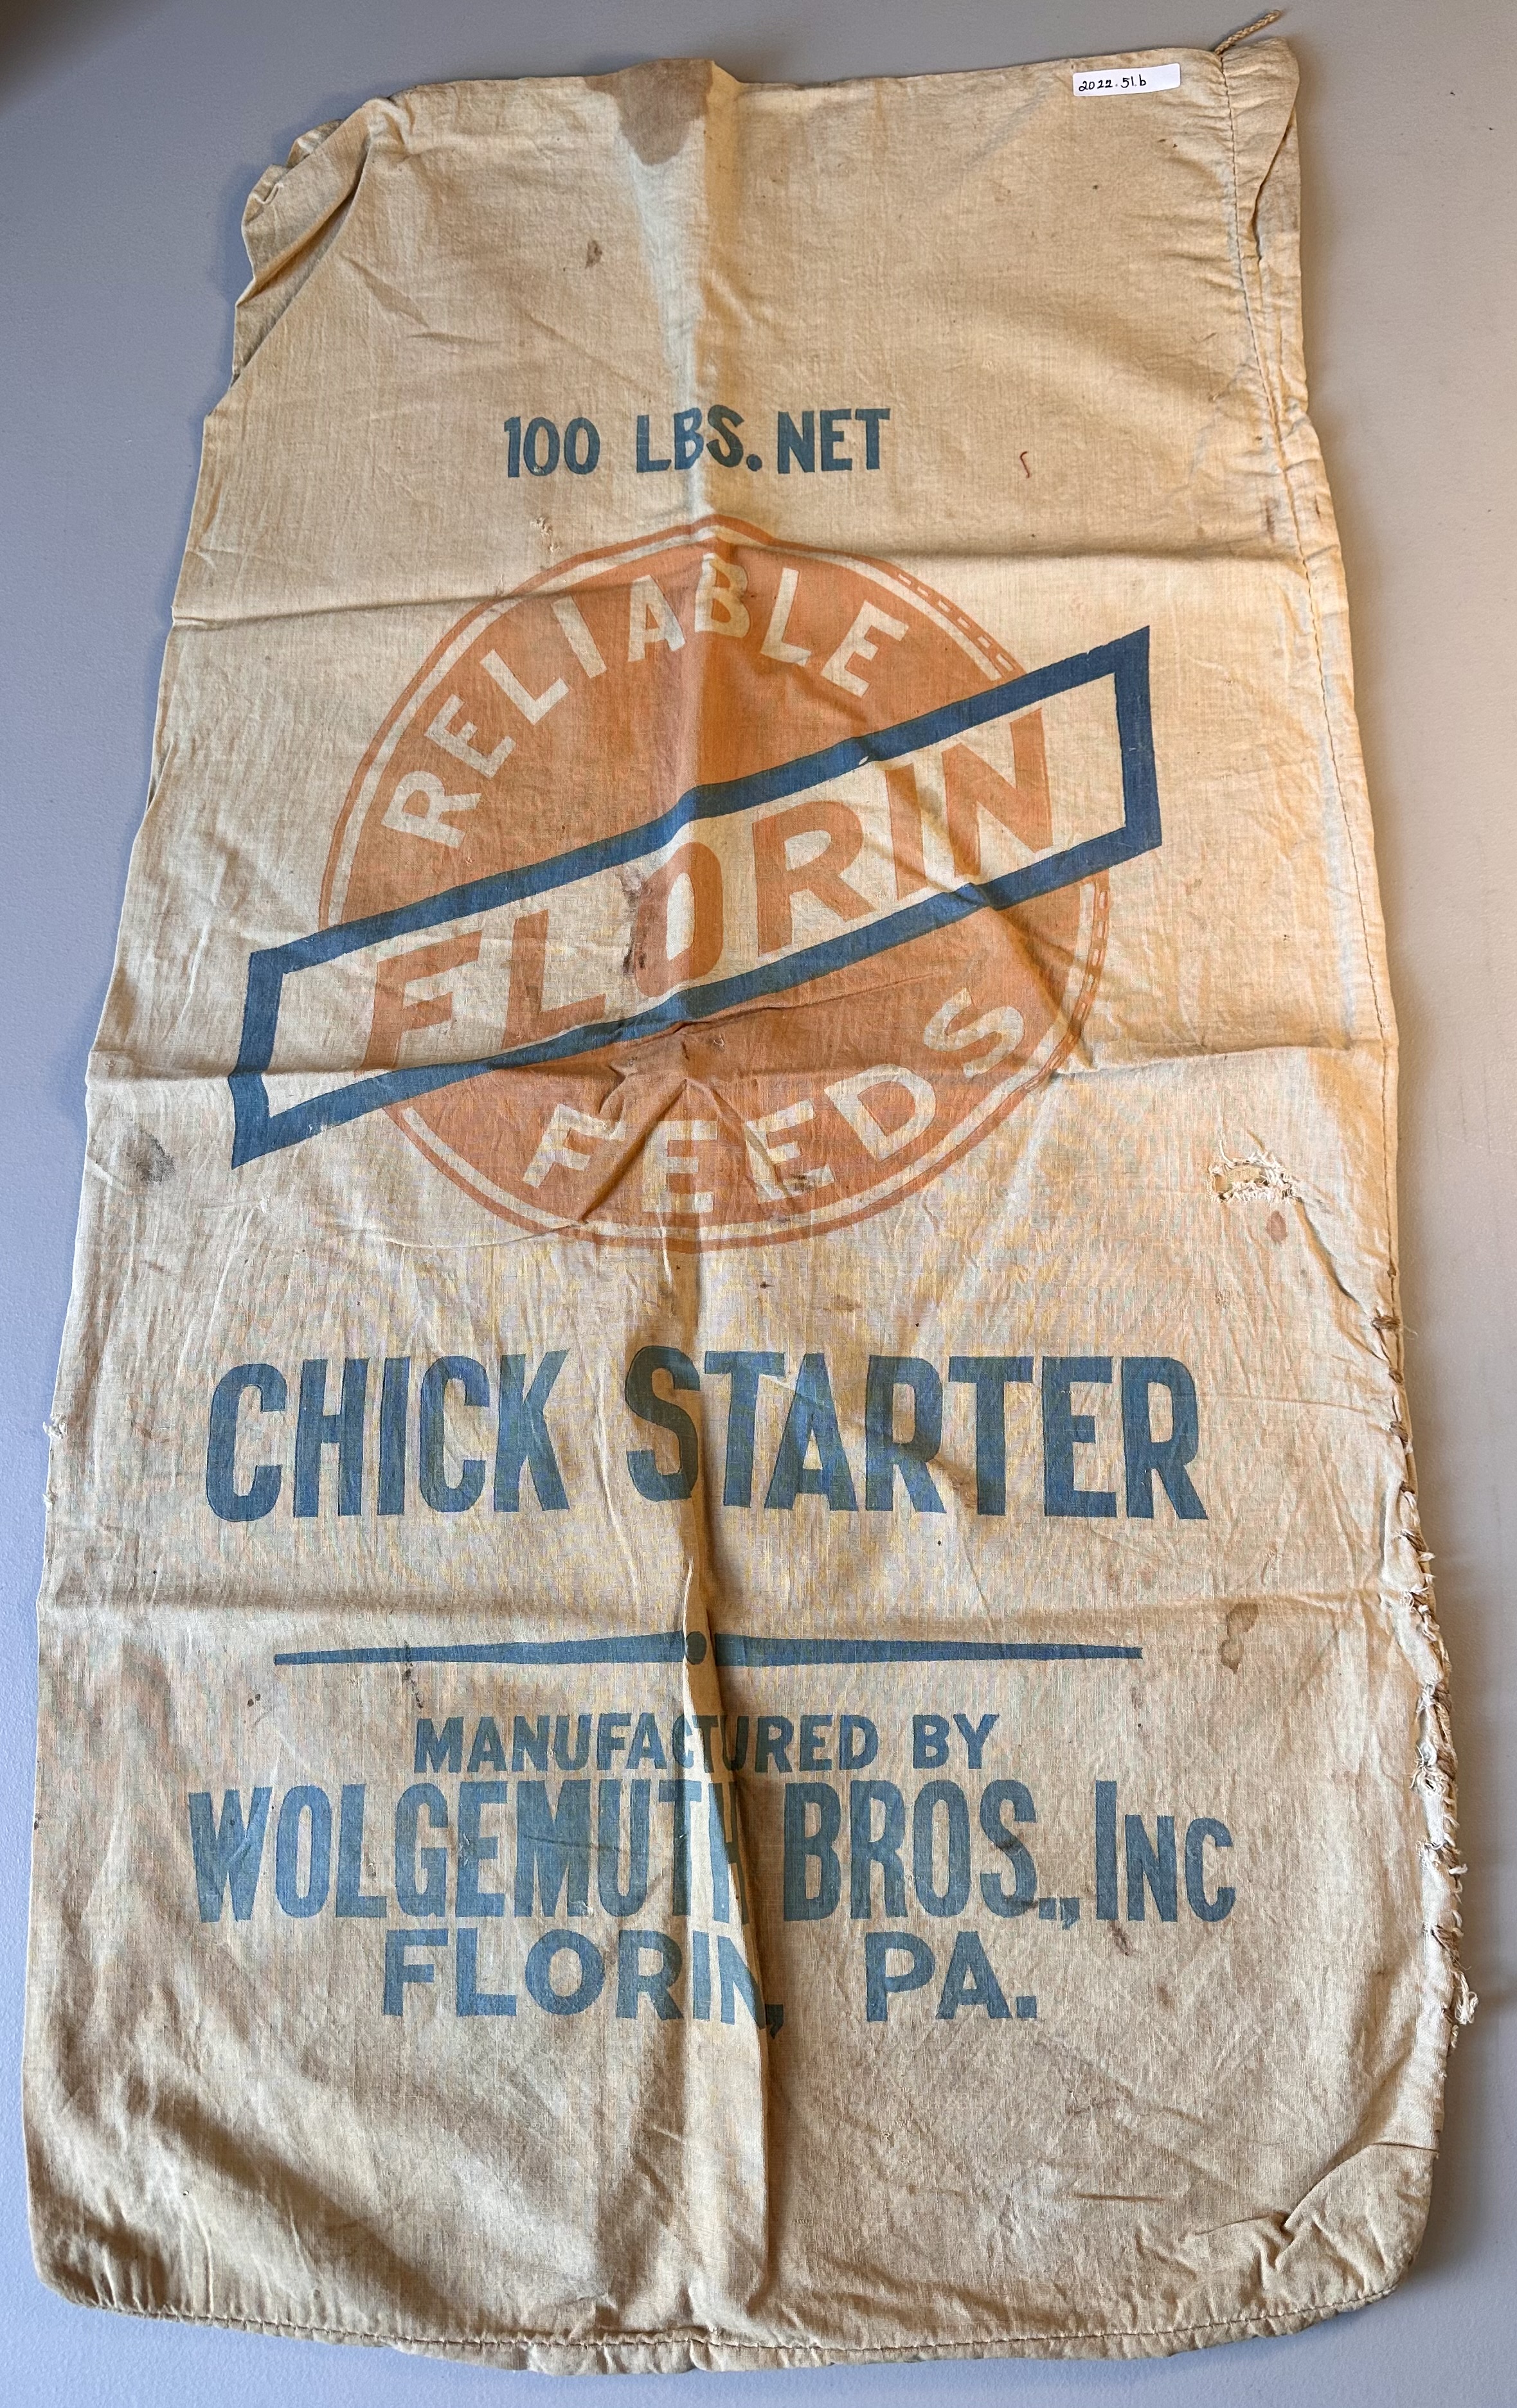 2022.51.b
100 LBS. NET
RELIABLE
FLORIN
FEEDS
CHICK STARTER
MANUFACTURED BY
WOLGEMUTH BROS., INC
FLORIN, PA.